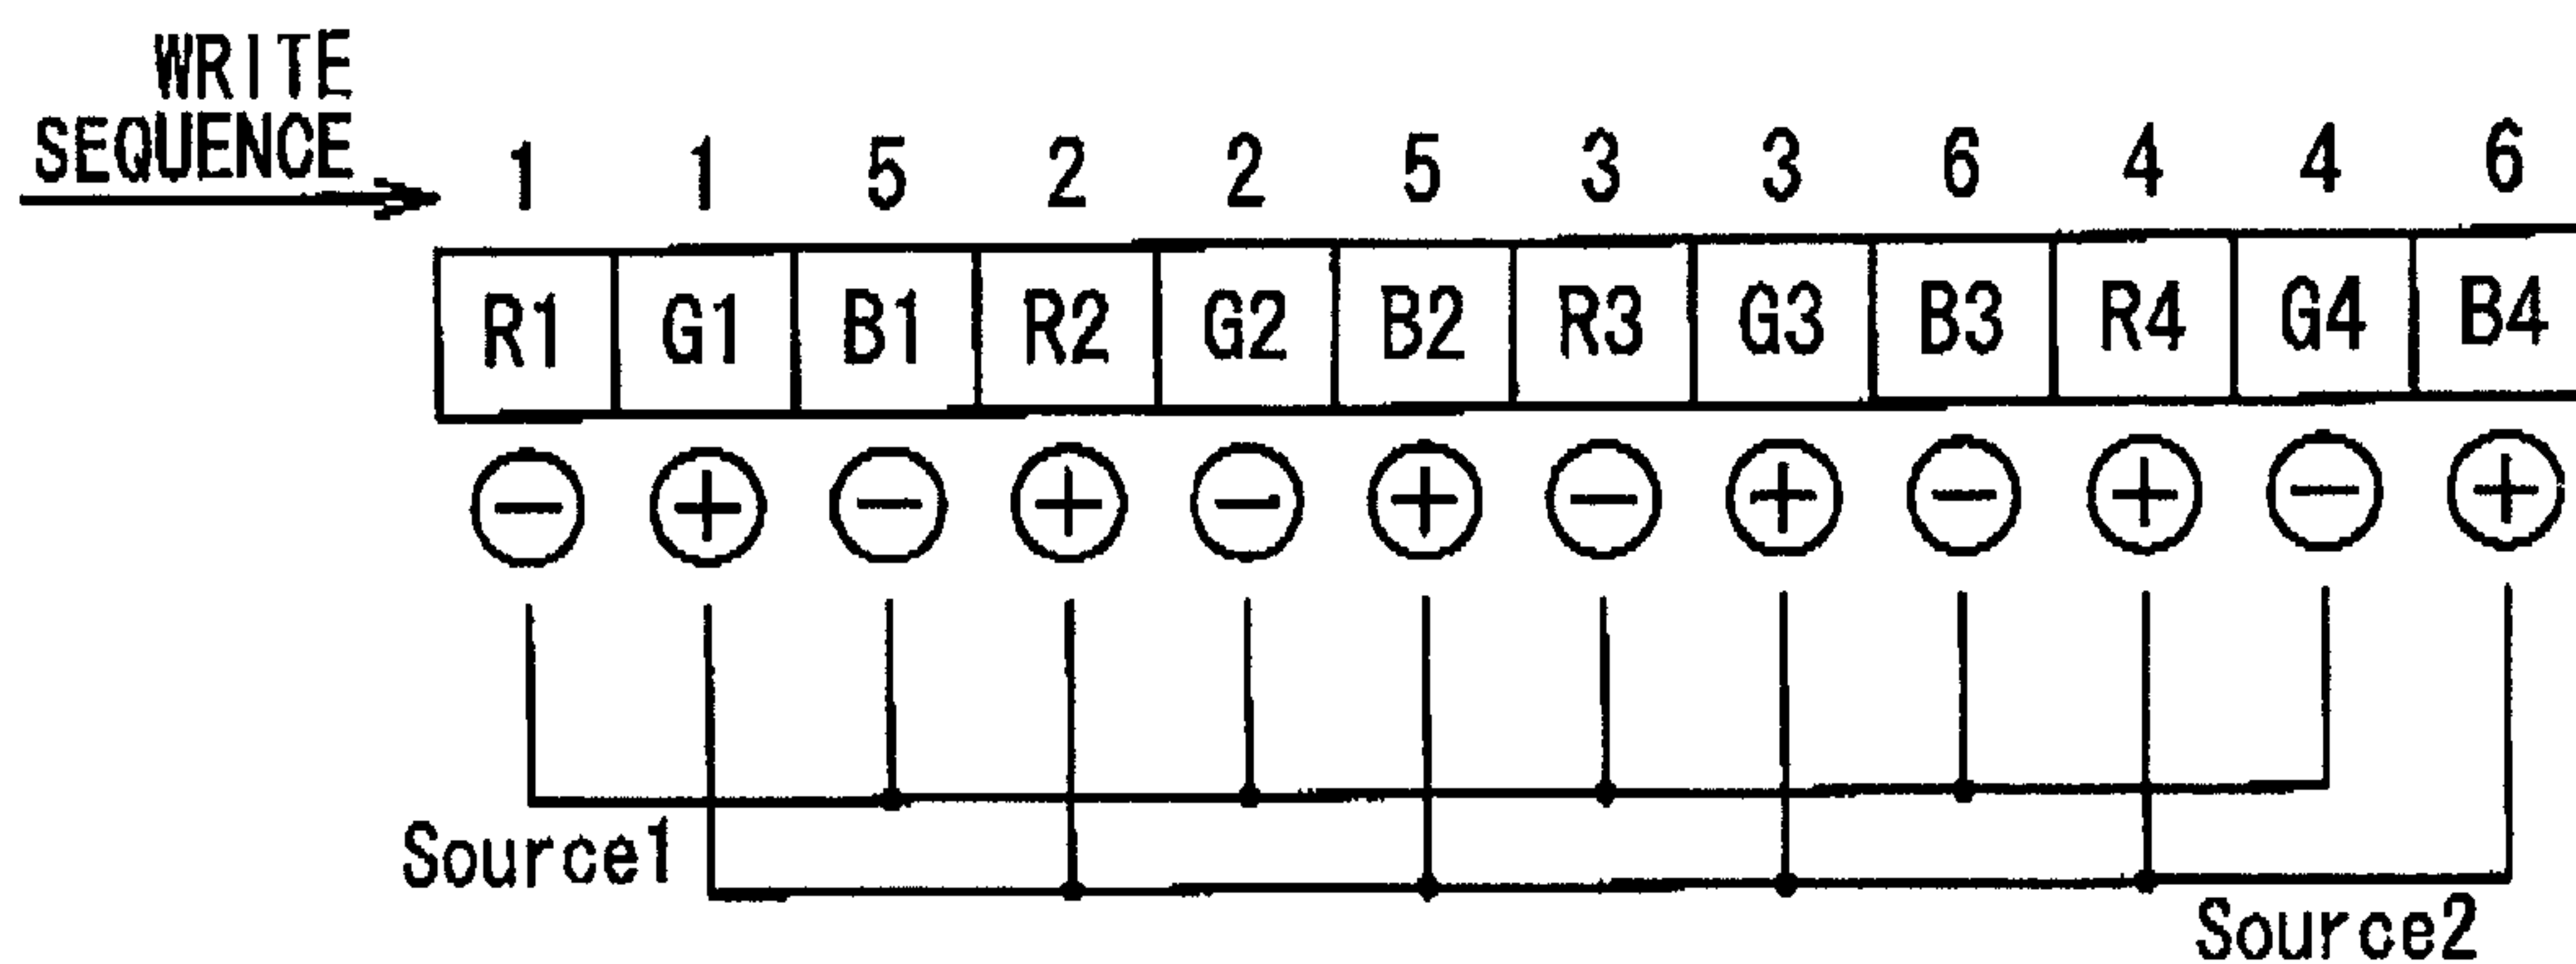 WRITE
SEQUENCE
1 1 5 2 2 5 3 3 6 4 4 6
R1 G1 B1 R2 G2 B2 R3 G3 B3 R4 G4 B4
− + − + − + − + − + − +
Source1
Source2